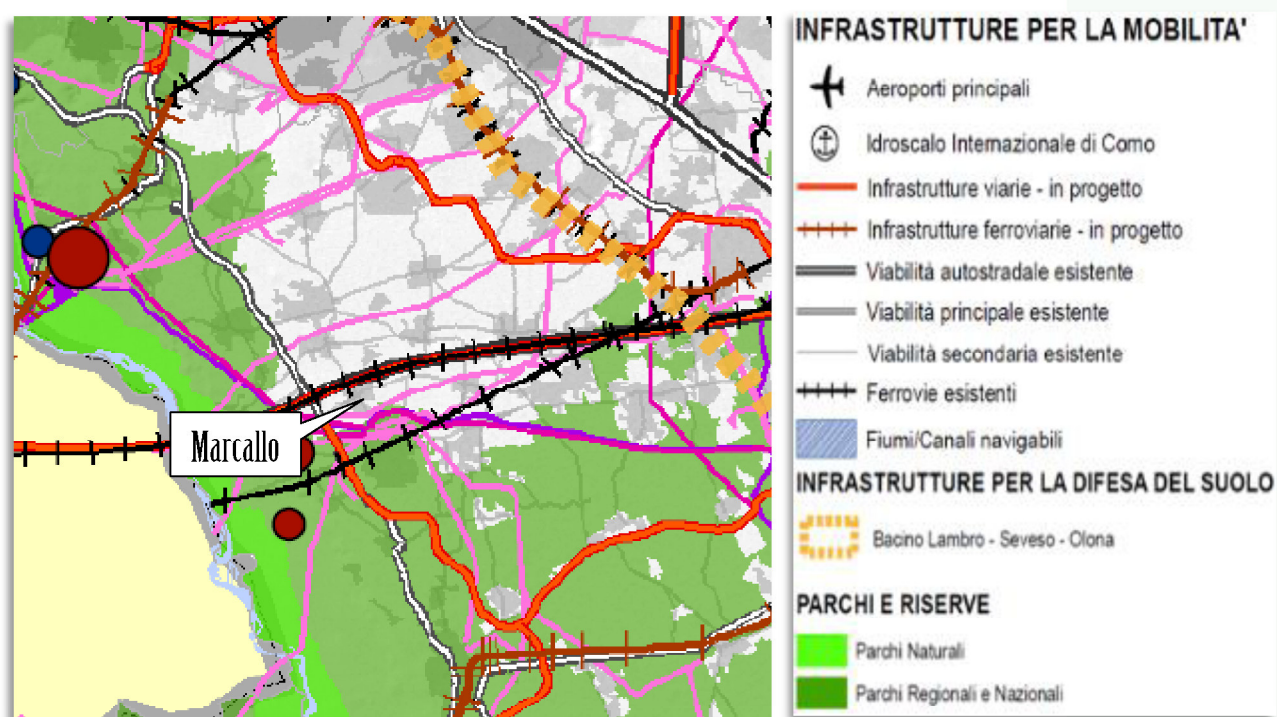 Marcallo
INFRASTRUTTURE PER LA MOBILITA'
Aeroporti principali
Idroscalo Internazionale di Como
Infrastrutture viarie - in progetto
Infrastrutture ferroviarie - in progetto
Viabilità autostradale esistente
Viabilità principale esistente
Viabilità secondaria esistente
Ferrovie esistenti
Fiumi/Canali navigabili
INFRASTRUTTURE PER LA DIFESA DEL SUOLO
Bacino Lambro - Seveso - Olona
PARCHI E RISERVE
Parchi Naturali
Parchi Regionali e Nazionali